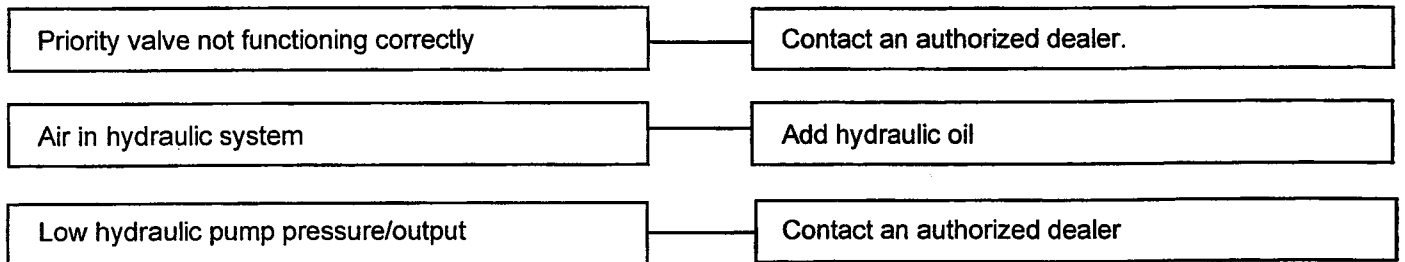 Priority valve not functioning correctly
Contact an authorized dealer.
Air in hydraulic system
Add hydraulic oil
Low hydraulic pump pressure/output
Contact an authorized dealer